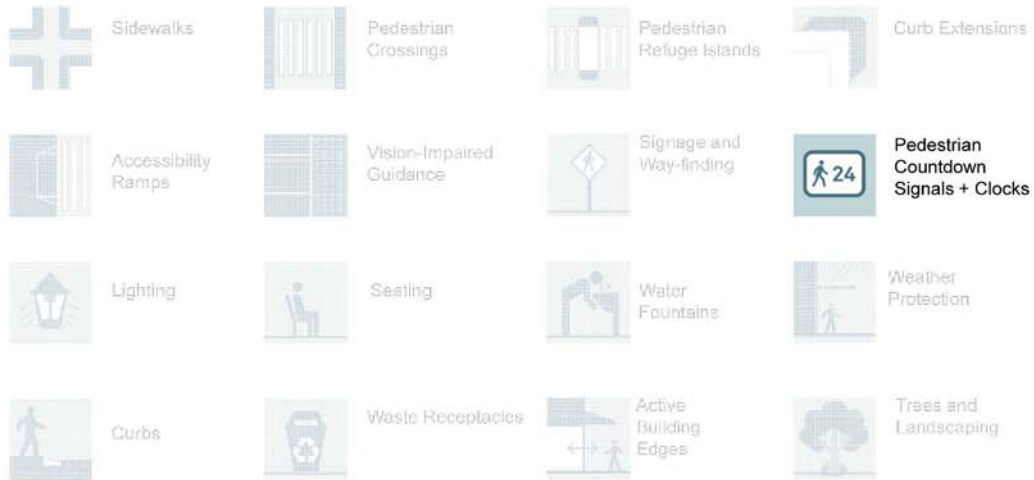 Sidewalks
Pedestrian
Crossings
Pedestrian
Refuge Islands
Curb Extensions
Accessibility
Ramps
Vision-Impaired
Guidance
Signage and
Way-finding
24
Pedestrian
Countdown
Signals + Clocks
Lighting
Seating
Water
Fountains
Weather
Protection
Curbs
Waste Receptacles
Active
Building
Edges
Trees and
Landscaping